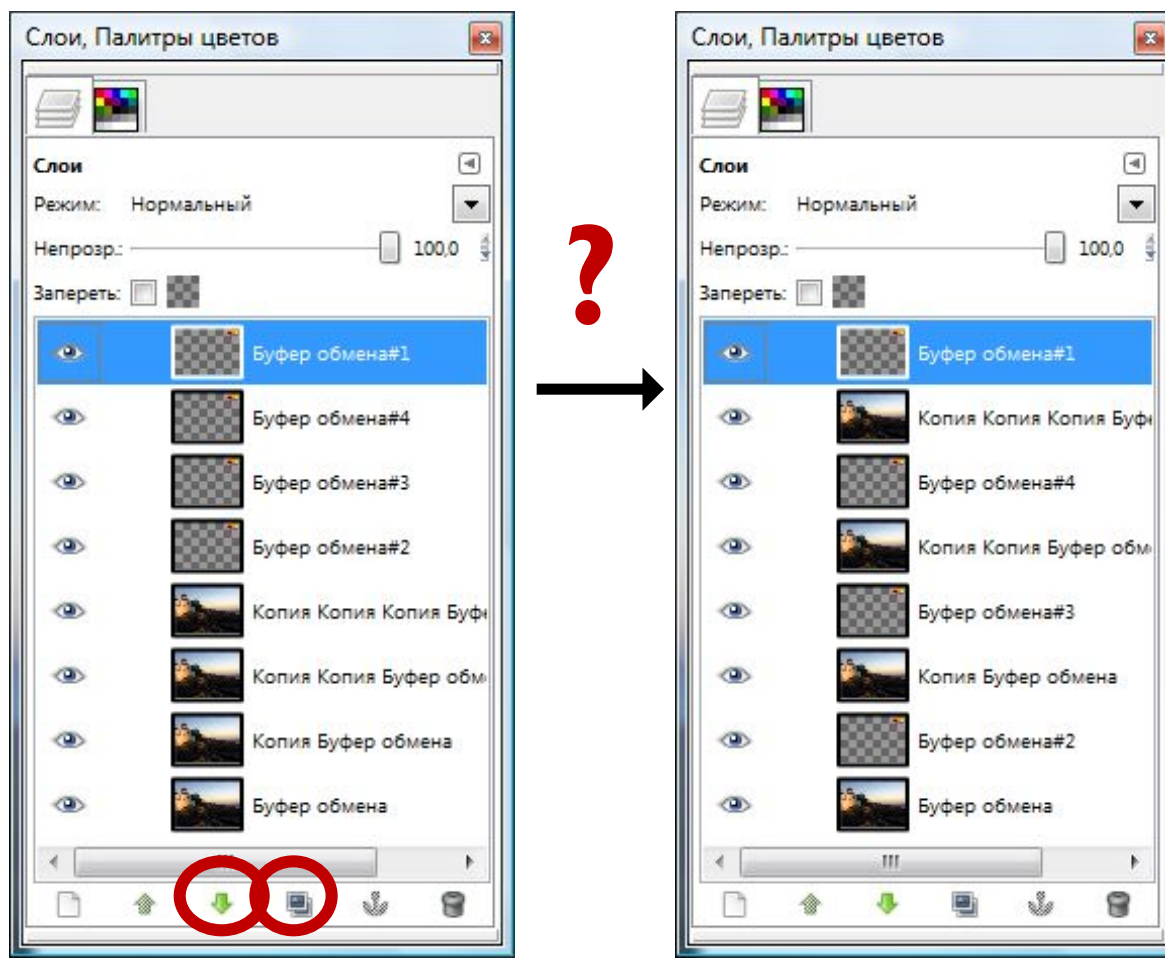 Слои, Палитры цветов
Слои
Режим: Нормальный
Непрозр.: 100,0
Запереть:
Буфер обмена#1
Буфер обмена#4
Буфер обмена#3
Буфер обмена#2
Копия Копия Копия Буфе
Копия Копия Буфер обм
Копия Буфер обмена
Буфер обмена
?
Слои, Палитры цветов
Слои
Режим: Нормальный
Непрозр.: 100,0
Запереть:
Буфер обмена#1
Копия Копия Копия Буфе
Буфер обмена#4
Копия Копия Буфер обм
Буфер обмена#3
Копия Буфер обмена
Буфер обмена#2
Буфер обмена